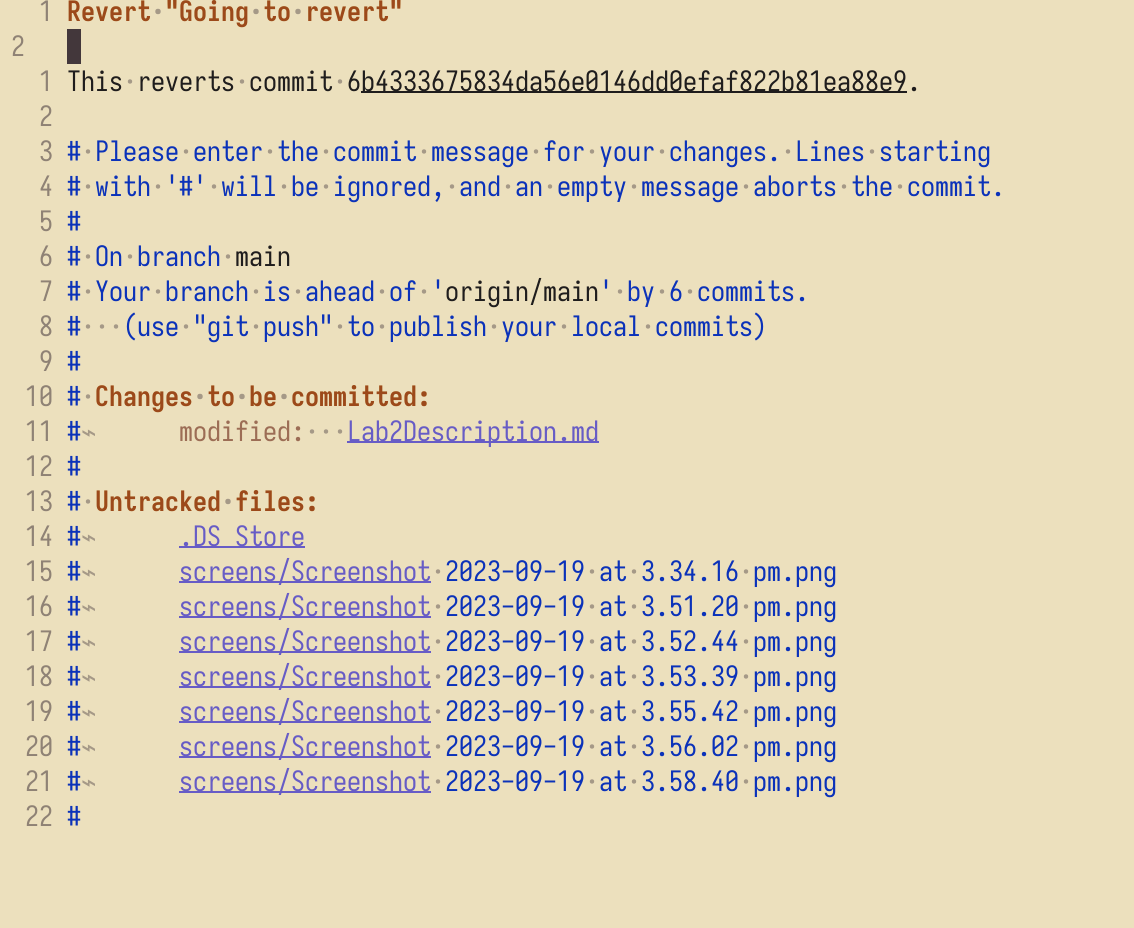 1 Revert "Going to revert"
2
1 This reverts commit 6b4333675834da56e0146dd0efaf822b81ea88e9.
2
3 # Please enter the commit message for your changes. Lines starting
4 # with '#' will be ignored, and an empty message aborts the commit.
5 #
6 # On branch main
7 # Your branch is ahead of 'origin/main' by 6 commits.
8 #   (use "git push" to publish your local commits)
9 #
10 # Changes to be committed:
11 #	modified:   Lab2Description.md
12 #
13 # Untracked files:
14 #	.DS_Store
15 #	screens/Screenshot 2023-09-19 at 3.34.16 pm.png
16 #	screens/Screenshot 2023-09-19 at 3.51.20 pm.png
17 #	screens/Screenshot 2023-09-19 at 3.52.44 pm.png
18 #	screens/Screenshot 2023-09-19 at 3.53.39 pm.png
19 #	screens/Screenshot 2023-09-19 at 3.55.42 pm.png
20 #	screens/Screenshot 2023-09-19 at 3.56.02 pm.png
21 #	screens/Screenshot 2023-09-19 at 3.58.40 pm.png
22 #